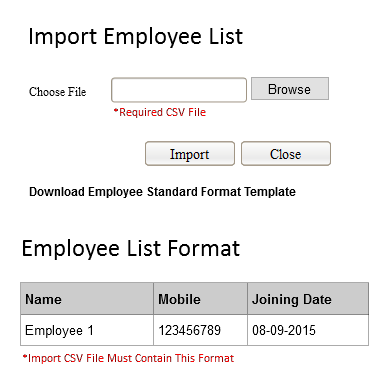 Import Employee List
Choose File Browse
*Required CSV File
Import Close
Download Employee Standard Format Template
Employee List Format
Name Mobile Joining Date
Employee 1 123456789 08-09-2015
*Import CSV File Must Contain This Format